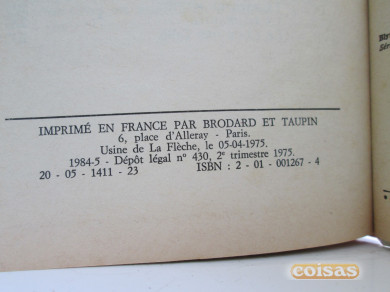 IMPRIMÉ EN FRANCE PAR BRODARD ET TAUPIN
6, place d'Alleray - Paris.
Usine de La Flèche, le 05-04-1975.
1984-5 - Dépôt légal n° 430, 2e trimestre 1975.
20 - 05 - 1411 - 23 ISBN : 2 - 01 - 001267 - 4
coisas